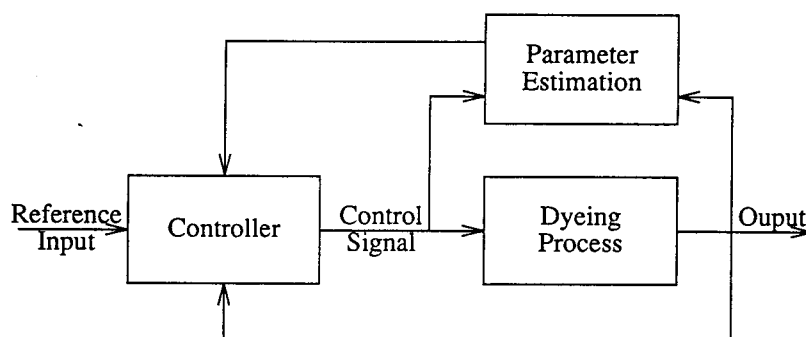 Parameter
Estimation
Reference
Input
Controller
Control
Signal
Dyeing
Process
Ouput